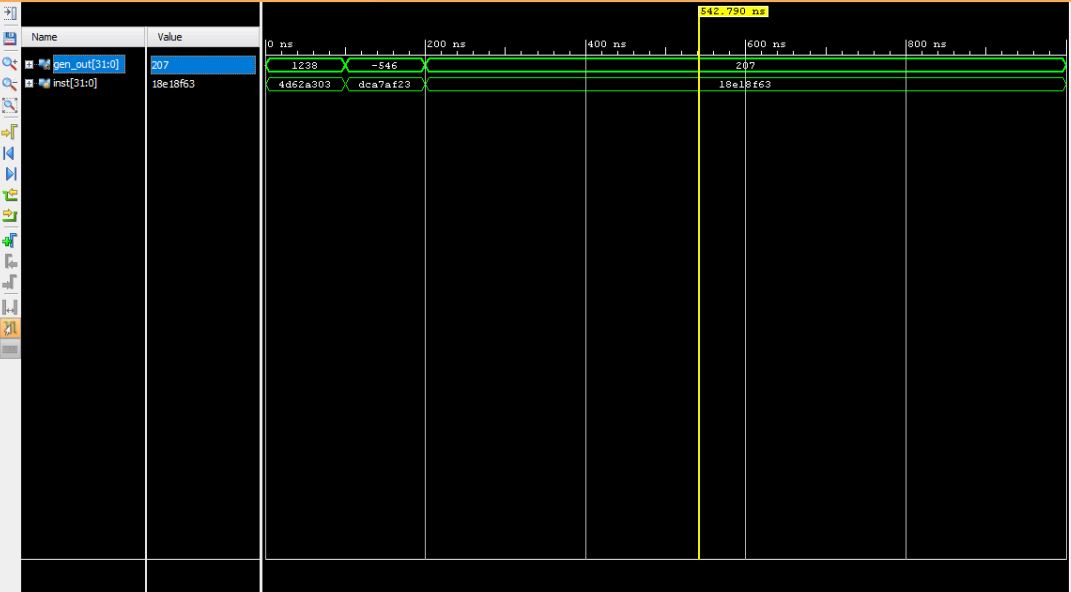 542.790 ns
Name Value
0 ns 200 ns 400 ns 600 ns 800 ns
gen_out[31:0] 207 1238 -546 207
inst[31:0] 18e18f63 4d62a303 dca7af23 18e18f63